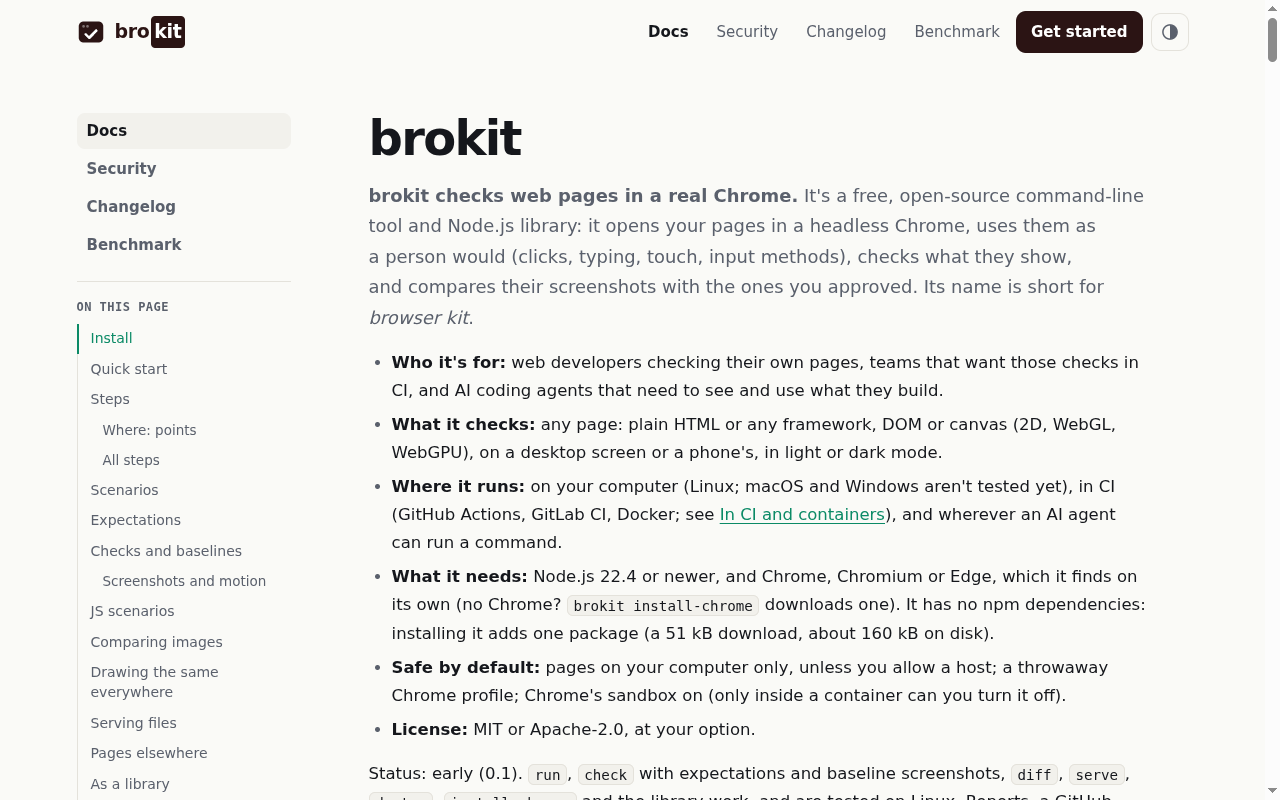 brokit
Docs
Security
Changelog
Benchmark
Get started
Docs
Security
Changelog
Benchmark
ON THIS PAGE
Install
Quick start
Steps
Where: points
All steps
Scenarios
Expectations
Checks and baselines
Screenshots and motion
JS scenarios
Comparing images
Drawing the same
everywhere
Serving files
Pages elsewhere
As a library
brokit
brokit checks web pages in a real Chrome. It's a free, open-source command-line
tool and Node.js library: it opens your pages in a headless Chrome, uses them as
a person would (clicks, typing, touch, input methods), checks what they show,
and compares their screenshots with the ones you approved. Its name is short for
browser kit.
• Who it's for: web developers checking their own pages, teams that want those checks in
CI, and AI coding agents that need to see and use what they build.
• What it checks: any page: plain HTML or any framework, DOM or canvas (2D, WebGL,
WebGPU), on a desktop screen or a phone's, in light or dark mode.
• Where it runs: on your computer (Linux; macOS and Windows aren't tested yet), in CI
(GitHub Actions, GitLab CI, Docker; see In CI and containers), and wherever an AI agent
can run a command.
• What it needs: Node.js 22.4 or newer, and Chrome, Chromium or Edge, which it finds on
its own (no Chrome? brokit install-chrome downloads one). It has no npm dependencies:
installing it adds one package (a 51 kB download, about 160 kB on disk).
• Safe by default: pages on your computer only, unless you allow a host; a throwaway
Chrome profile; Chrome's sandbox on (only inside a container can you turn it off).
• License: MIT or Apache-2.0, at your option.
Status: early (0.1). run, check with expectations and baseline screenshots, diff, serve,